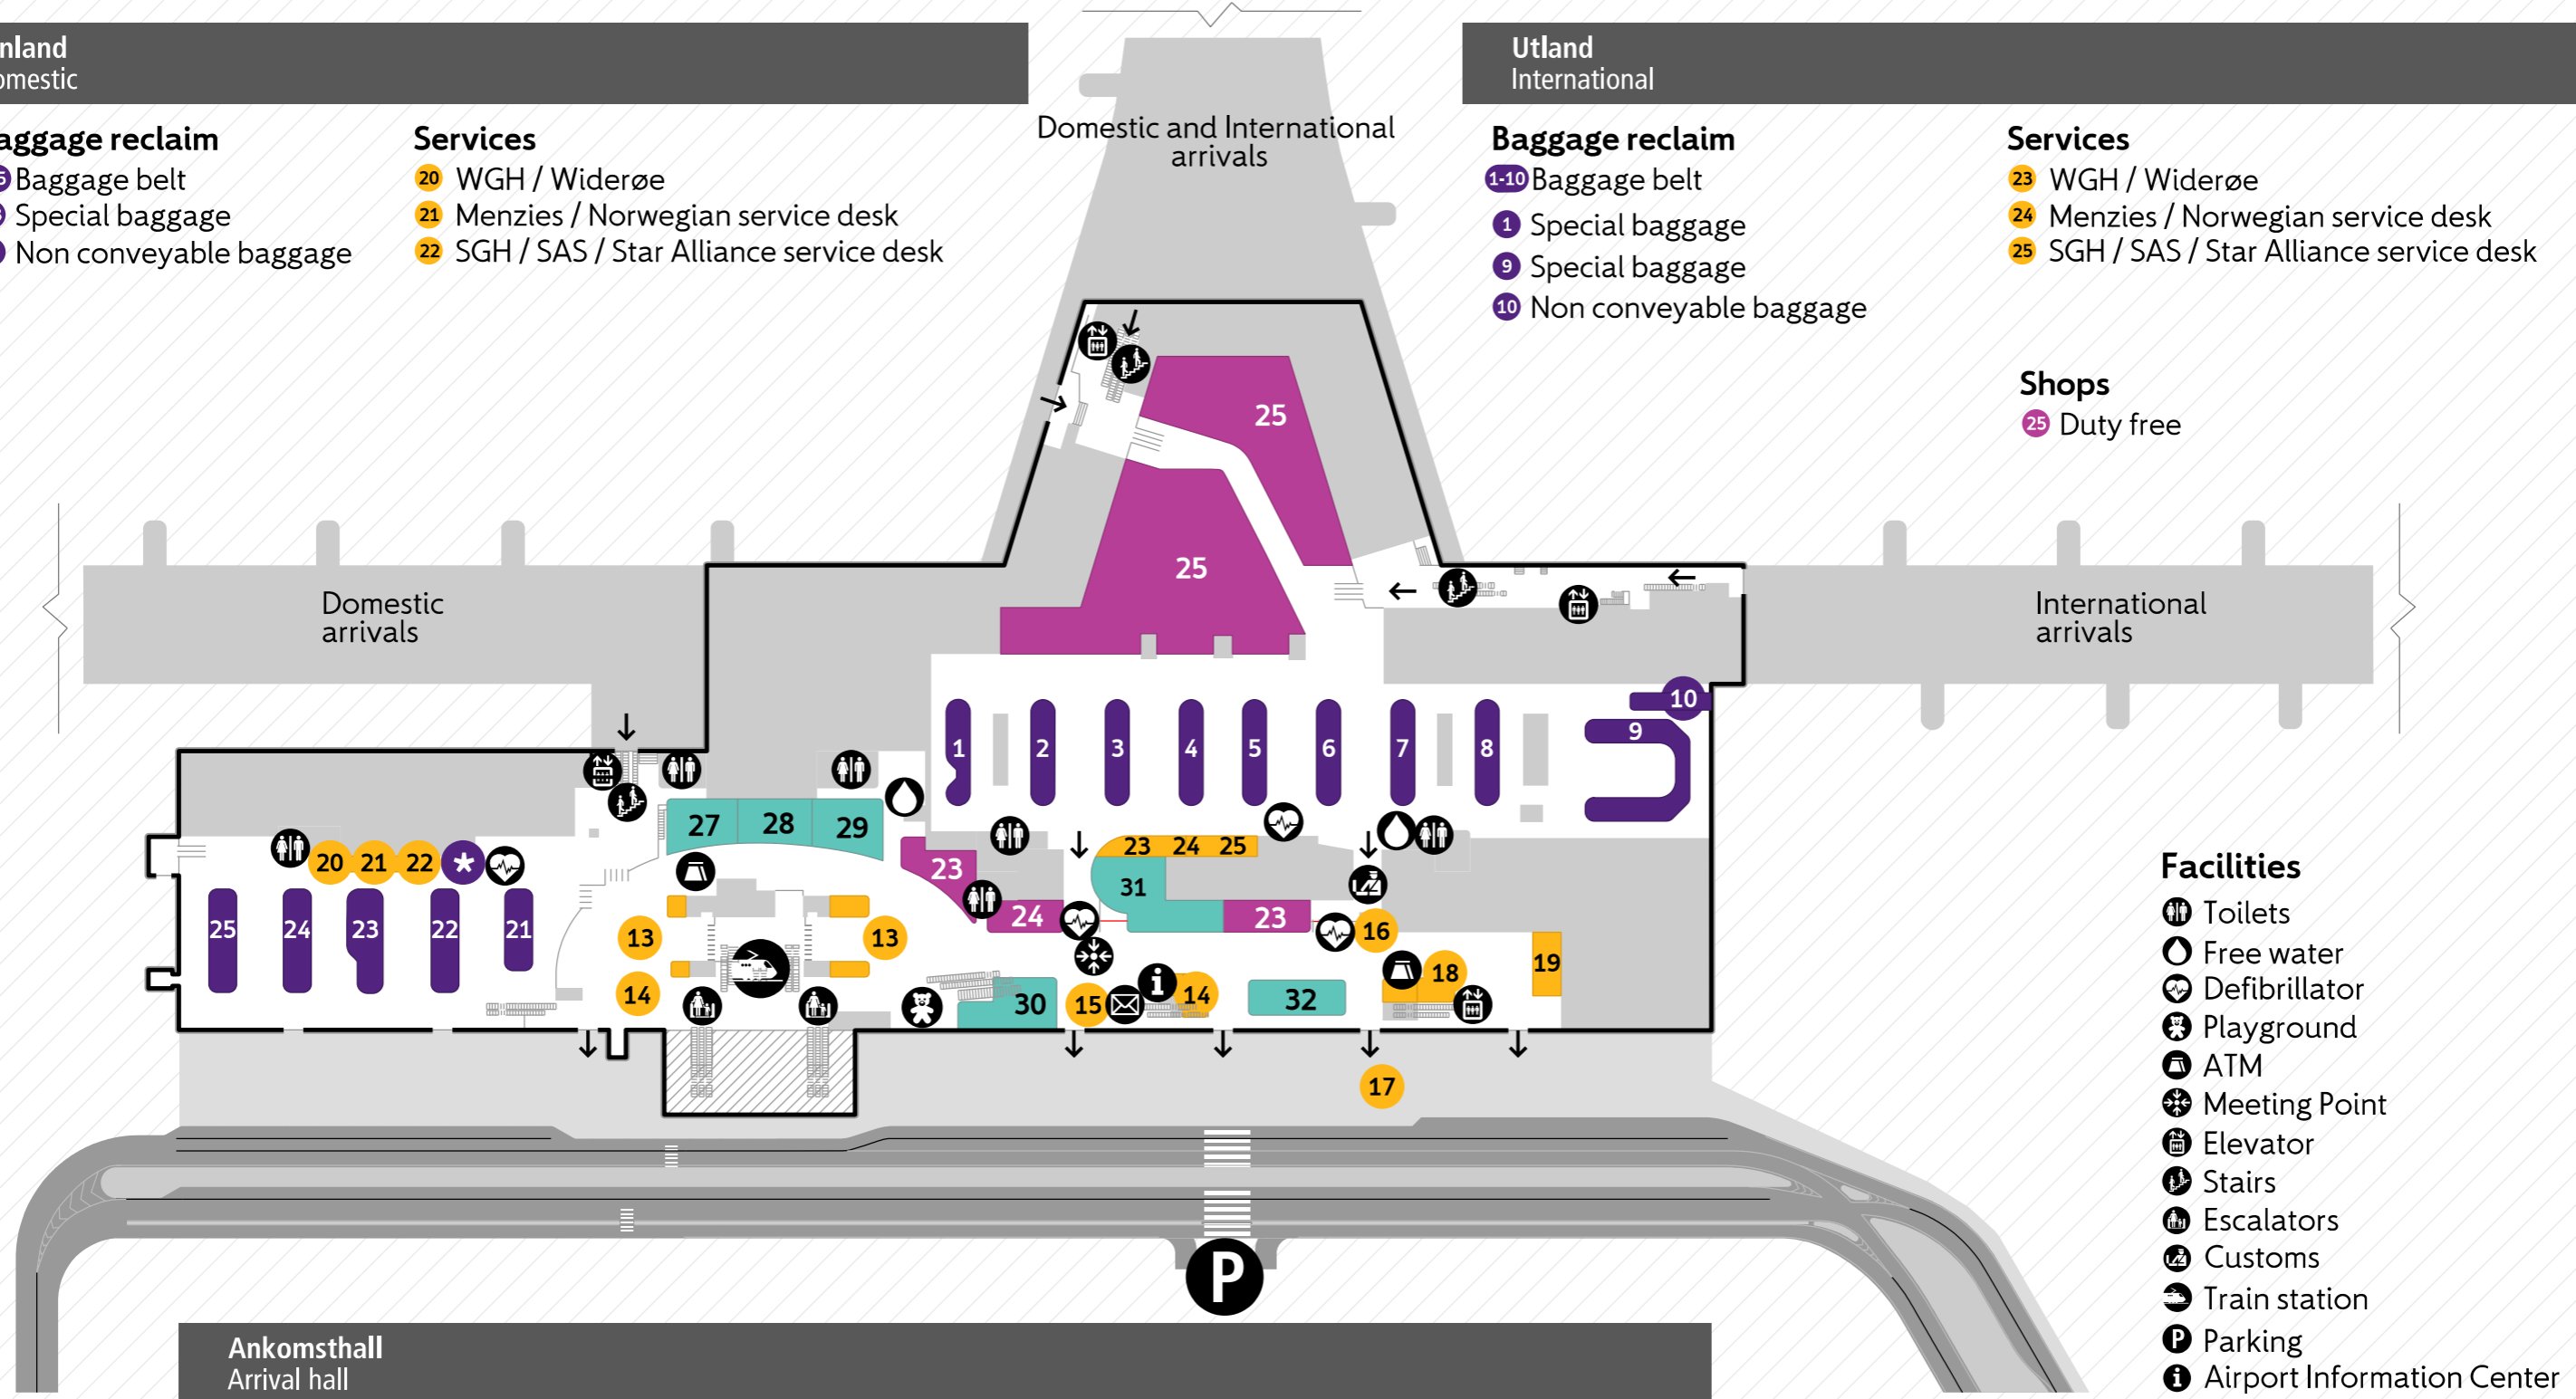 nland
omestic
Utland
International
aggage reclaim
Baggage belt
Special baggage
Non conveyable baggage
Services
20 WGH / Widerøe
21 Menzies / Norwegian service desk
22 SGH / SAS / Star Alliance service desk
Domestic and International
arrivals
Baggage reclaim
1-10 Baggage belt
1 Special baggage
9 Special baggage
10 Non conveyable baggage
Services
23 WGH / Widerøe
24 Menzies / Norwegian service desk
25 SGH / SAS / Star Alliance service desk
Shops
25 Duty free
25
25
Domestic
arrivals
International
arrivals
10
9
1 2 3 4 5 6 7 8
27 28 29
23 24 25
20 21 22 *
23
31
24
23
25 24 23 22 21
13
13
16
14
19
18
30
15
14
32
17
P
Facilities
Toilets
Free water
Defibrillator
Playground
ATM
Meeting Point
Elevator
Stairs
Escalators
Customs
Train station
P Parking
i Airport Information Center
Ankomsthall
Arrival hall